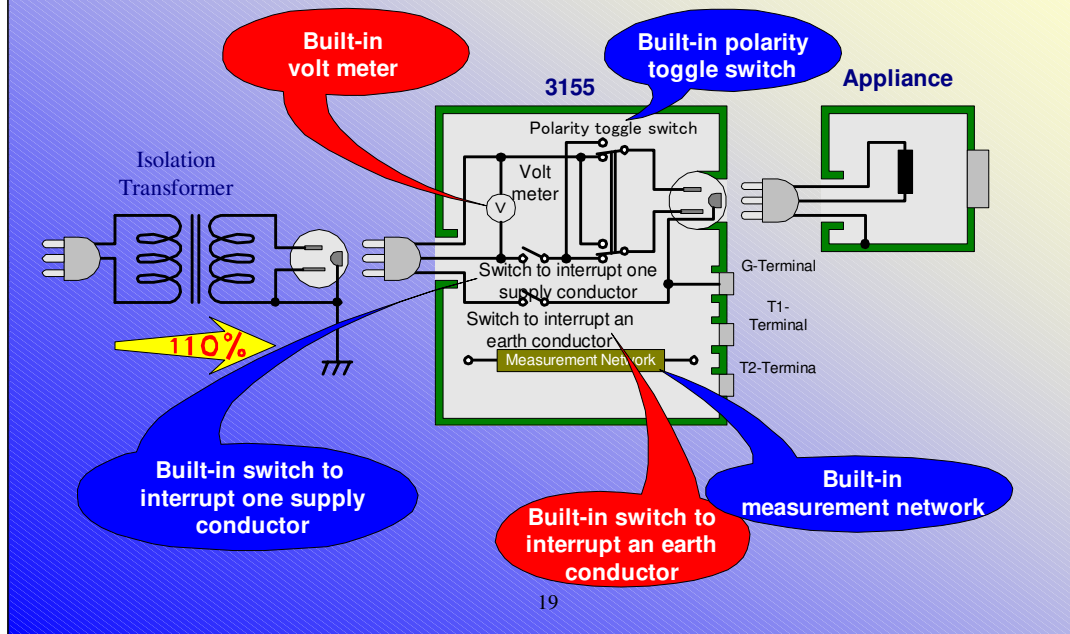 Built-in
volt meter
Built-in polarity
toggle switch
3155
Appliance
Polarity toggle switch
Isolation
Transformer
Volt
meter
V
Switch to interrupt one
supply conductor
G-Terminal
Switch to interrupt an
earth conductor
T1-
Terminal
110%
Measurement Network
T2-Termina
Built-in switch to
interrupt one supply
conductor
Built-in
measurement network
Built-in switch to
interrupt an earth
conductor
19